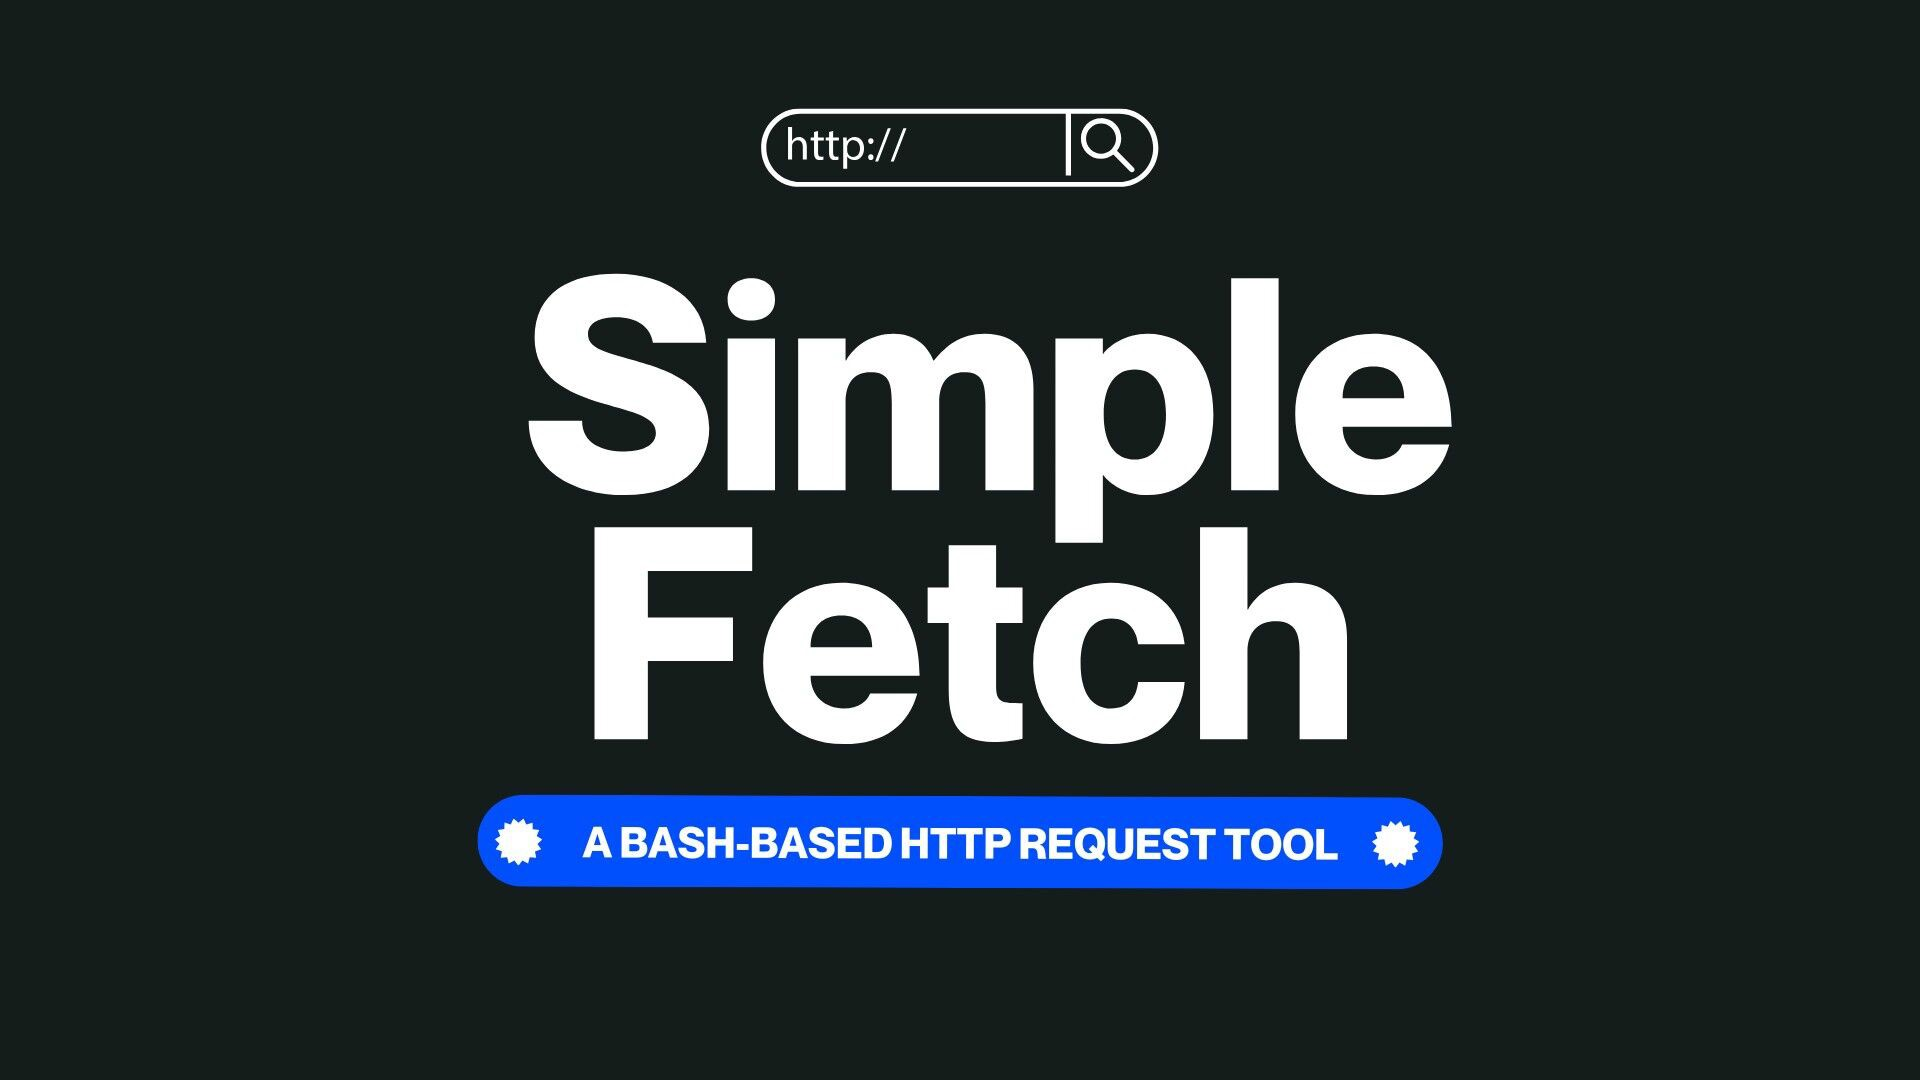 http://
Simple
Fetch
A BASH-BASED HTTP REQUEST TOOL